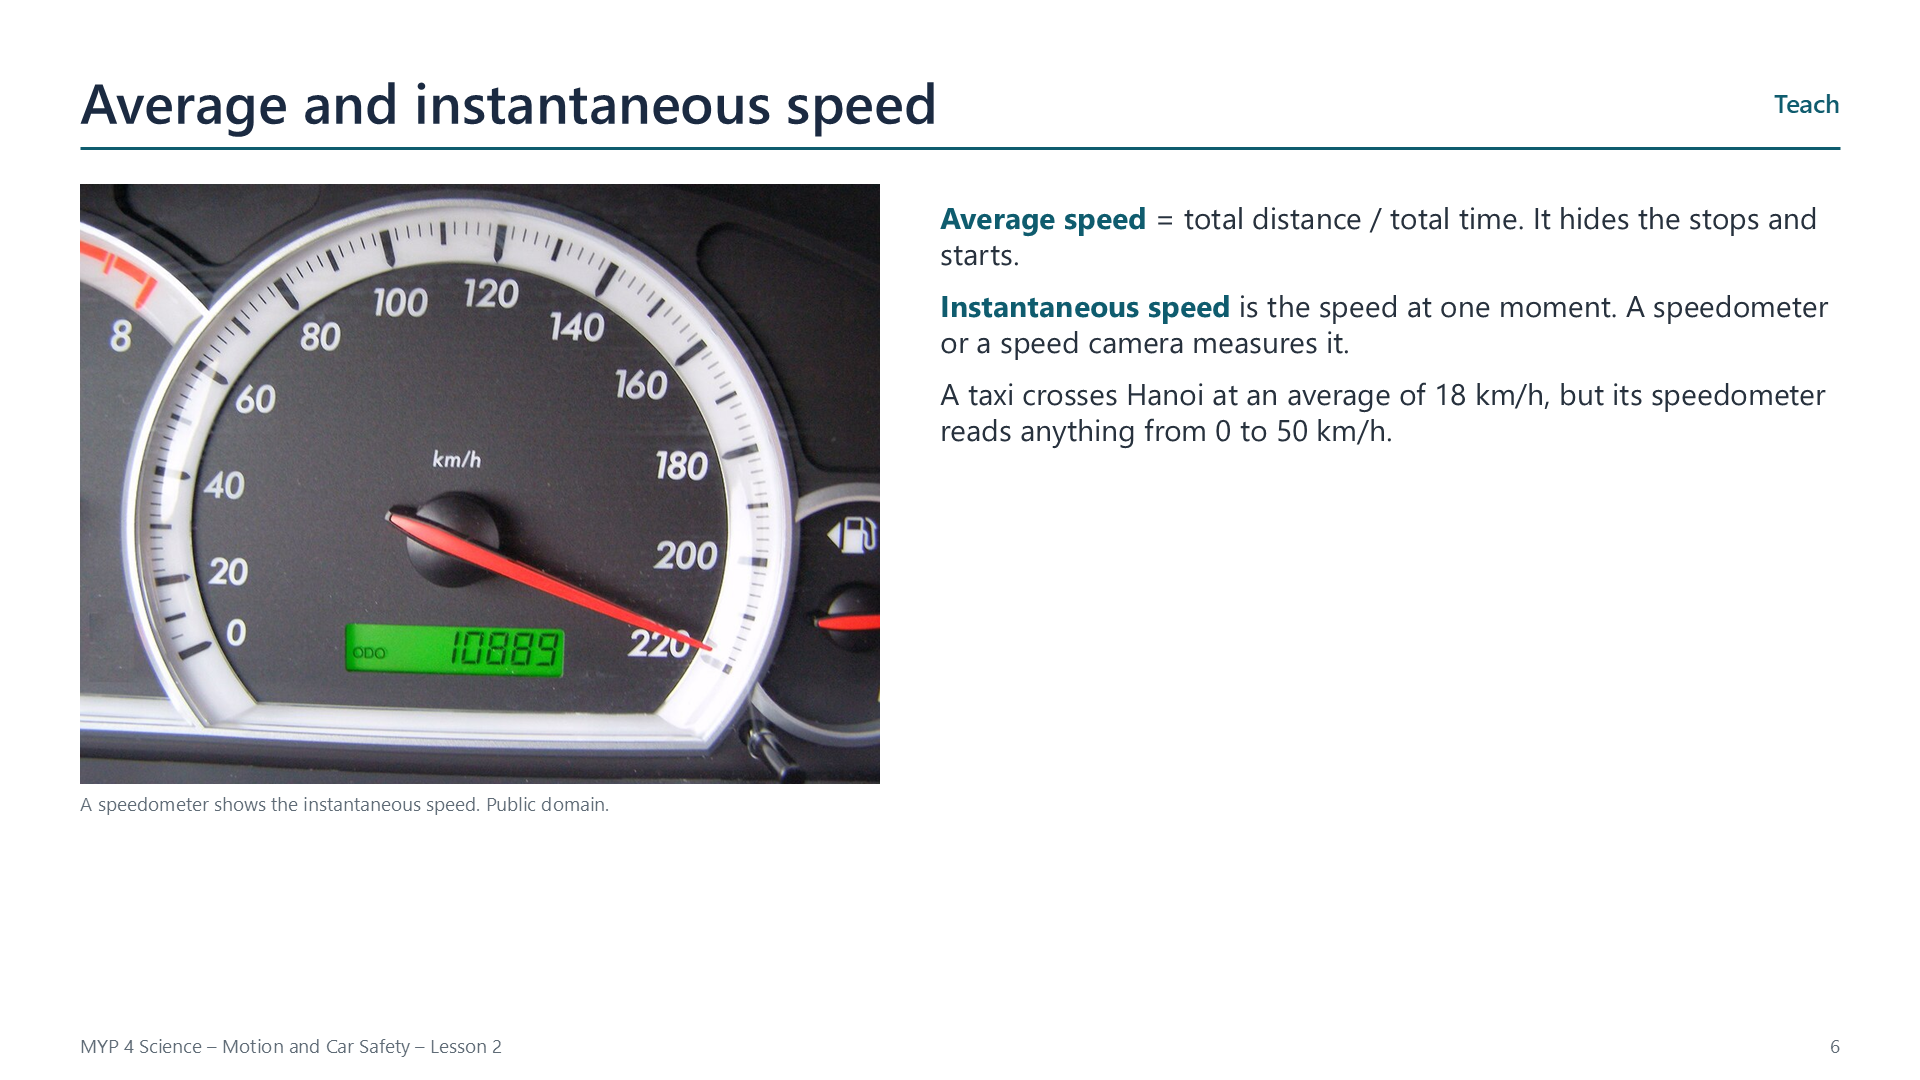 Average and instantaneous speed
Teach
8
0
20
40
60
80
100
120
140
160
180
200
220
km/h
ODO 10889
A speedometer shows the instantaneous speed. Public domain.
Average speed = total distance / total time. It hides the stops and
starts.
Instantaneous speed is the speed at one moment. A speedometer
or a speed camera measures it.
A taxi crosses Hanoi at an average of 18 km/h, but its speedometer
reads anything from 0 to 50 km/h.
MYP 4 Science – Motion and Car Safety – Lesson 2
6